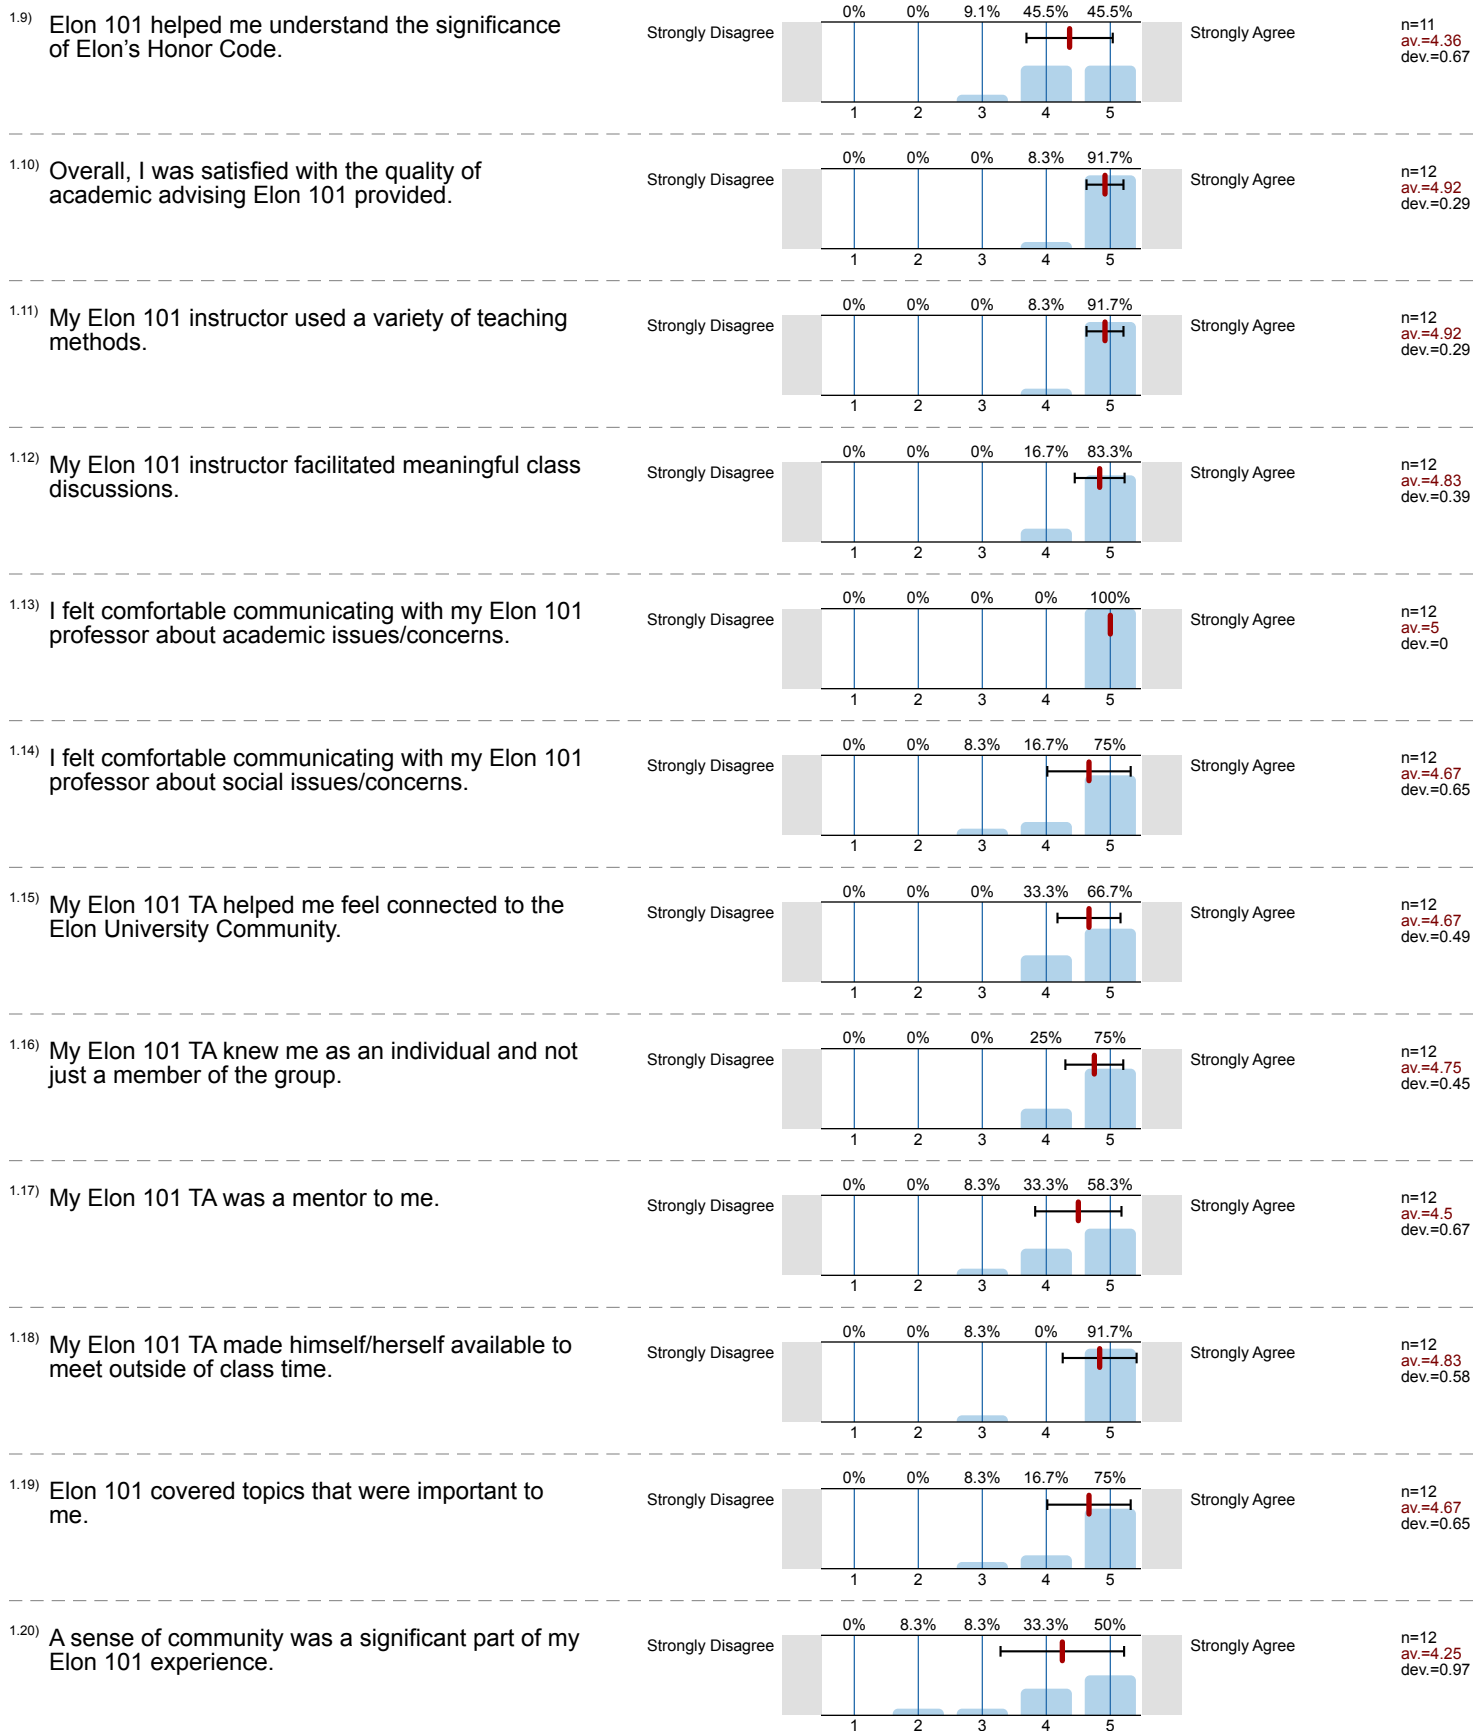 1.9) Elon 101 helped me understand the significance
of Elon's Honor Code.
Strongly Disagree
0% 0% 9.1% 45.5% 45.5%
1 2 3 4 5
Strongly Agree
n=11
av.=4.36
dev.=0.67
1.10) Overall, I was satisfied with the quality of
academic advising Elon 101 provided.
Strongly Disagree
0% 0% 0% 8.3% 91.7%
1 2 3 4 5
Strongly Agree
n=12
av.=4.92
dev.=0.29
1.11) My Elon 101 instructor used a variety of teaching
methods.
Strongly Disagree
0% 0% 0% 8.3% 91.7%
1 2 3 4 5
Strongly Agree
n=12
av.=4.92
dev.=0.29
1.12) My Elon 101 instructor facilitated meaningful class
discussions.
Strongly Disagree
0% 0% 0% 16.7% 83.3%
1 2 3 4 5
Strongly Agree
n=12
av.=4.83
dev.=0.39
1.13) I felt comfortable communicating with my Elon 101
professor about academic issues/concerns.
Strongly Disagree
0% 0% 0% 0% 100%
1 2 3 4 5
Strongly Agree
n=12
av.=5
dev.=0
1.14) I felt comfortable communicating with my Elon 101
professor about social issues/concerns.
Strongly Disagree
0% 0% 8.3% 16.7% 75%
1 2 3 4 5
Strongly Agree
n=12
av.=4.67
dev.=0.65
1.15) My Elon 101 TA helped me feel connected to the
Elon University Community.
Strongly Disagree
0% 0% 0% 33.3% 66.7%
1 2 3 4 5
Strongly Agree
n=12
av.=4.67
dev.=0.49
1.16) My Elon 101 TA knew me as an individual and not
just a member of the group.
Strongly Disagree
0% 0% 0% 25% 75%
1 2 3 4 5
Strongly Agree
n=12
av.=4.75
dev.=0.45
1.17) My Elon 101 TA was a mentor to me.
Strongly Disagree
0% 0% 8.3% 33.3% 58.3%
1 2 3 4 5
Strongly Agree
n=12
av.=4.5
dev.=0.67
1.18) My Elon 101 TA made himself/herself available to
meet outside of class time.
Strongly Disagree
0% 0% 8.3% 0% 91.7%
1 2 3 4 5
Strongly Agree
n=12
av.=4.83
dev.=0.58
1.19) Elon 101 covered topics that were important to
me.
Strongly Disagree
0% 0% 8.3% 16.7% 75%
1 2 3 4 5
Strongly Agree
n=12
av.=4.67
dev.=0.65
1.20) A sense of community was a significant part of my
Elon 101 experience.
Strongly Disagree
0% 8.3% 8.3% 33.3% 50%
1 2 3 4 5
Strongly Agree
n=12
av.=4.25
dev.=0.97